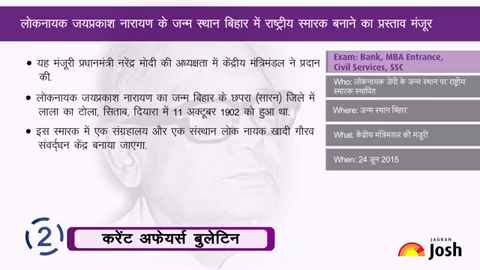 लोकनायक जयप्रकाश नारायण के जन्म स्थान बिहार में राष्ट्रीय स्मारक बनाने का प्रस्ताव मंजूर
यह मंजूरी प्रधानमंत्री नरेंद्र मोदी की अध्यक्षता में केंद्रीय मंत्रिमंडल ने प्रदान
की.
लोकनायक जयप्रकाश नारायण का जन्म बिहार के छपरा (सारन) जिले में
लाला का टोला, सिताब, दियारा में 11 अक्टूबर 1902 को हुआ था.
इस स्मारक में एक संग्रहालय और एक संस्थान लोक नायक खादी गौरव
संवर्द्धन केंद्र बनाया जाएगा.
Exam: Bank, MBA Entrance,
Civil Services, SSC
Who: लोकनायक जेपी के जन्म स्थान पर राष्ट्रीय
स्मारक स्थापित
Where: जन्म स्थान बिहार
What: केंद्रीय मंत्रिमंडल की मंजूरी
When: 24 जून 2015
2
करेंट अफेयर्स बुलेटिन
JAGRAN
Josh